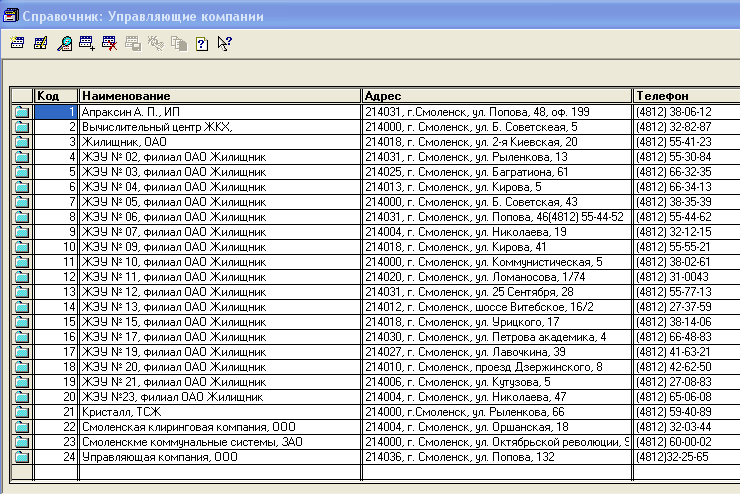 Справочник: Управляющие компании
Код Наименование Адрес Телефон
1 Апраксин А. П., ИП 214031, г.Смоленск, ул. Попова, 48, оф. 199 (4812) 38-06-12
2 Вычислительный центр ЖКХ, 214000, г. Смоленск, ул. Б. Советскеая, 5 (4812) 32-82-87
3 Жилищник, ОАО 214018, г. Смоленск, ул. 2-я Киевская, 20 (4812) 55-41-23
4 ЖЭУ № 02, филиал ОАО Жилищник 214031, г. Смоленск, ул. Рыленкова, 13 (4812) 55-30-84
5 ЖЭУ № 03, филиал ОАО Жилищник 214025, г. Смоленск, ул. Багратиона, 61 (4812) 66-32-35
6 ЖЭУ № 04, филиал ОАО Жилищник 214013, г. Смоленск, ул. Кирова, 5 (4812) 66-34-13
7 ЖЭУ № 05, филиал ОАО Жилищник 214000, г. Смоленск, ул. Б. Советская, 43 (4812) 38-35-39
8 ЖЭУ № 06, филиал ОАО Жилищник 214031, г. Смоленск, ул. Попова, 46(4812) 55-44-52 (4812) 55-44-62
9 ЖЭУ № 07, филиал ОАО Жилищник 214004, г. Смоленск, ул. Николаева, 19 (4812) 32-12-15
10 ЖЭУ № 09, филиал ОАО Жилищник 214018, г. Смоленск, ул. Кирова, 41 (4812) 55-55-21
11 ЖЭУ № 10, филиал ОАО Жилищник 214000, г. Смоленск, ул. Коммунистическая, 5 (4812) 38-02-61
12 ЖЭУ № 11, филиал ОАО Жилищник 214020, г. Смоленск, ул. Ломаносова, 1/74 (4812) 31-0043
13 ЖЭУ № 12, филиал ОАО Жилищник 214031, г. Смоленск, ул. 25 Сентября, 28 (4812) 55-77-13
14 ЖЭУ № 13, филиал ОАО Жилищник 214012, г. Смоленск, шоссе Витебское, 16/2 (4812) 27-37-59
15 ЖЭУ № 15, филиал ОАО Жилищник 214018, г. Смоленск, ул. Урицкого, 17 (4812) 38-14-06
16 ЖЭУ № 17, филиал ОАО Жилищник 214030, г. Смоленск, ул. Петрова академика, 4 (4812) 66-48-83
17 ЖЭУ № 19, филиал ОАО Жилищник 214027, г. Смоленск, ул. Лавочкина, 39 (4812) 41-63-21
18 ЖЭУ № 20, филиал ОАО Жилищник 214010, г. Смоленск, проезд Дзержинского, 8 (4812) 42-62-50
19 ЖЭУ № 21, филиал ОАО Жилищник 214006, г. Смоленск, ул. Кутузова, 5 (4812) 27-08-83
20 ЖЭУ №23, филиал ОАО Жилищник 214004, г. Смоленск, ул. Николаева, 47 (4812) 65-06-08
21 Кристалл, ТСЖ 214000, г.Смоленск, ул. Рыленкова, 66 (4812) 59-40-89
22 Смоленская клиринговая компания, ООО 214004, г. Смоленск, ул. Оршанская, 18 (4812) 32-03-44
23 Смоленскме коммунальные системы, ЗАО 214000, г. Смоленск, ул. Октябрьской революции, (4812) 60-00-02
24 Управляющая компания, ООО 214036, г. Смоленск, ул. Попова, 132 (4812)32-25-65